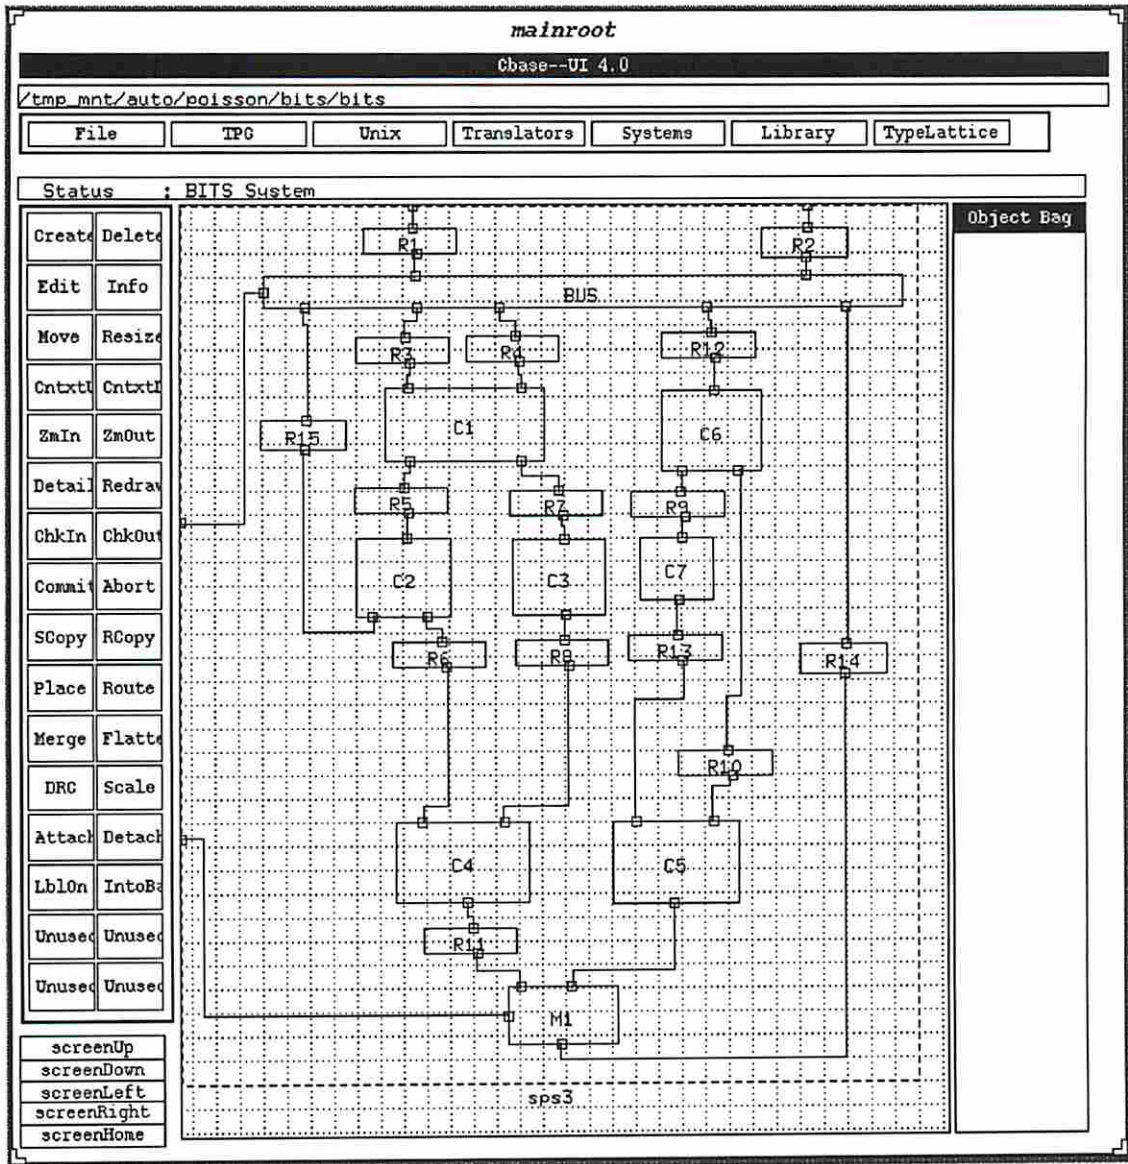 mainroot
Cbase--UI 4.0
/tmp_mnt/auto/poisson/bits/bits
File TPG Unix Translators Systems Library TypeLattice
Status : BITS System
Create Delete
Edit Info
Move Resize
CntxtU CntxtD
ZmIn ZmOut
Detail Redraw
ChkIn ChkOut
Commit Abort
SCopy RCopy
Place Route
Merge Flatte
DRC Scale
Attach Detach
LblOn IntoBa
Unused Unused
Unused Unused
screenUp
screenDown
screenLeft
screenRight
screenHome
Object Bag
R1 R2
BUS
R3 R4 R12
R15 C1 C6
R5 R7 R9
C2 C3 C7
R6 R8 R13 R14
R10
C4 C5
R11
M1
sps3